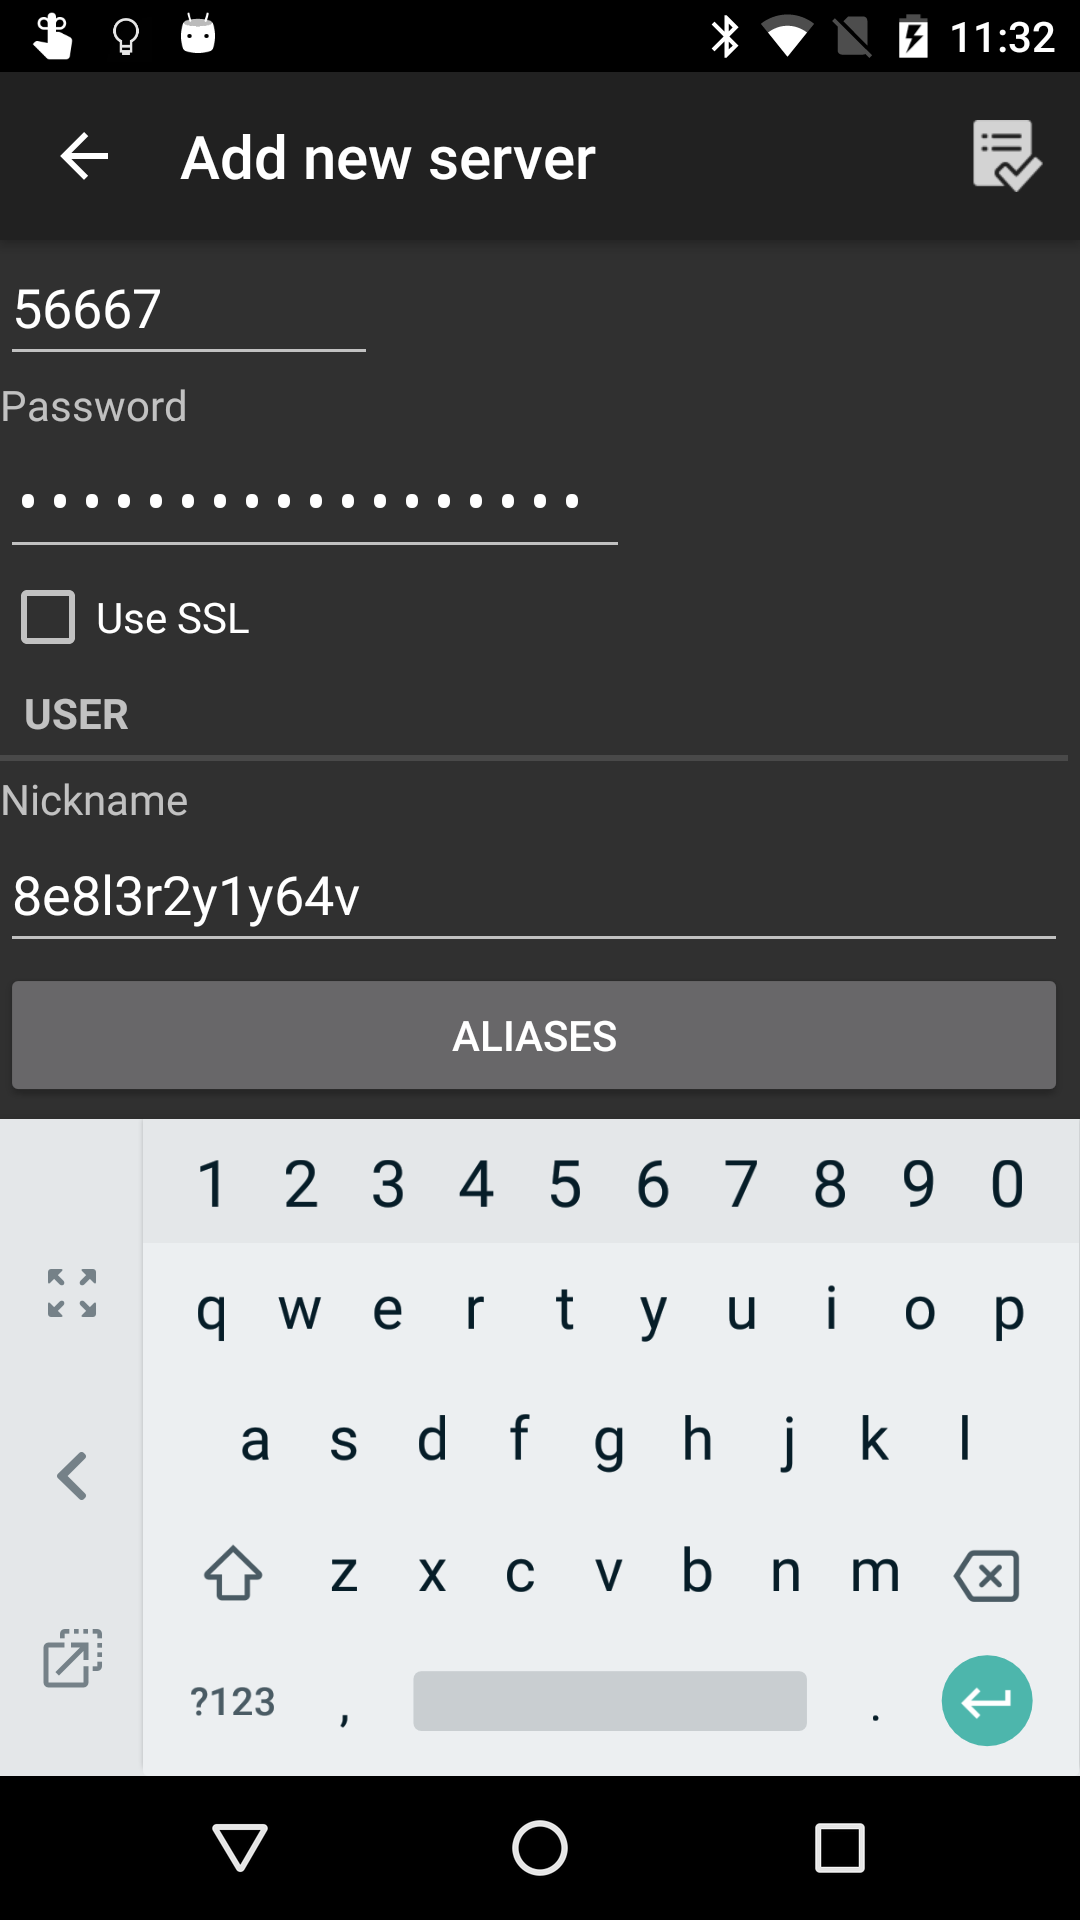 11:32
Add new server
56667
Password
••••••••••••••••••
Use SSL
USER
Nickname
8e8l3r2y1y64v
ALIASES
1 2 3 4 5 6 7 8 9 0
q w e r t y u i o p
a s d f g h j k l
z x c v b n m
?123 , .